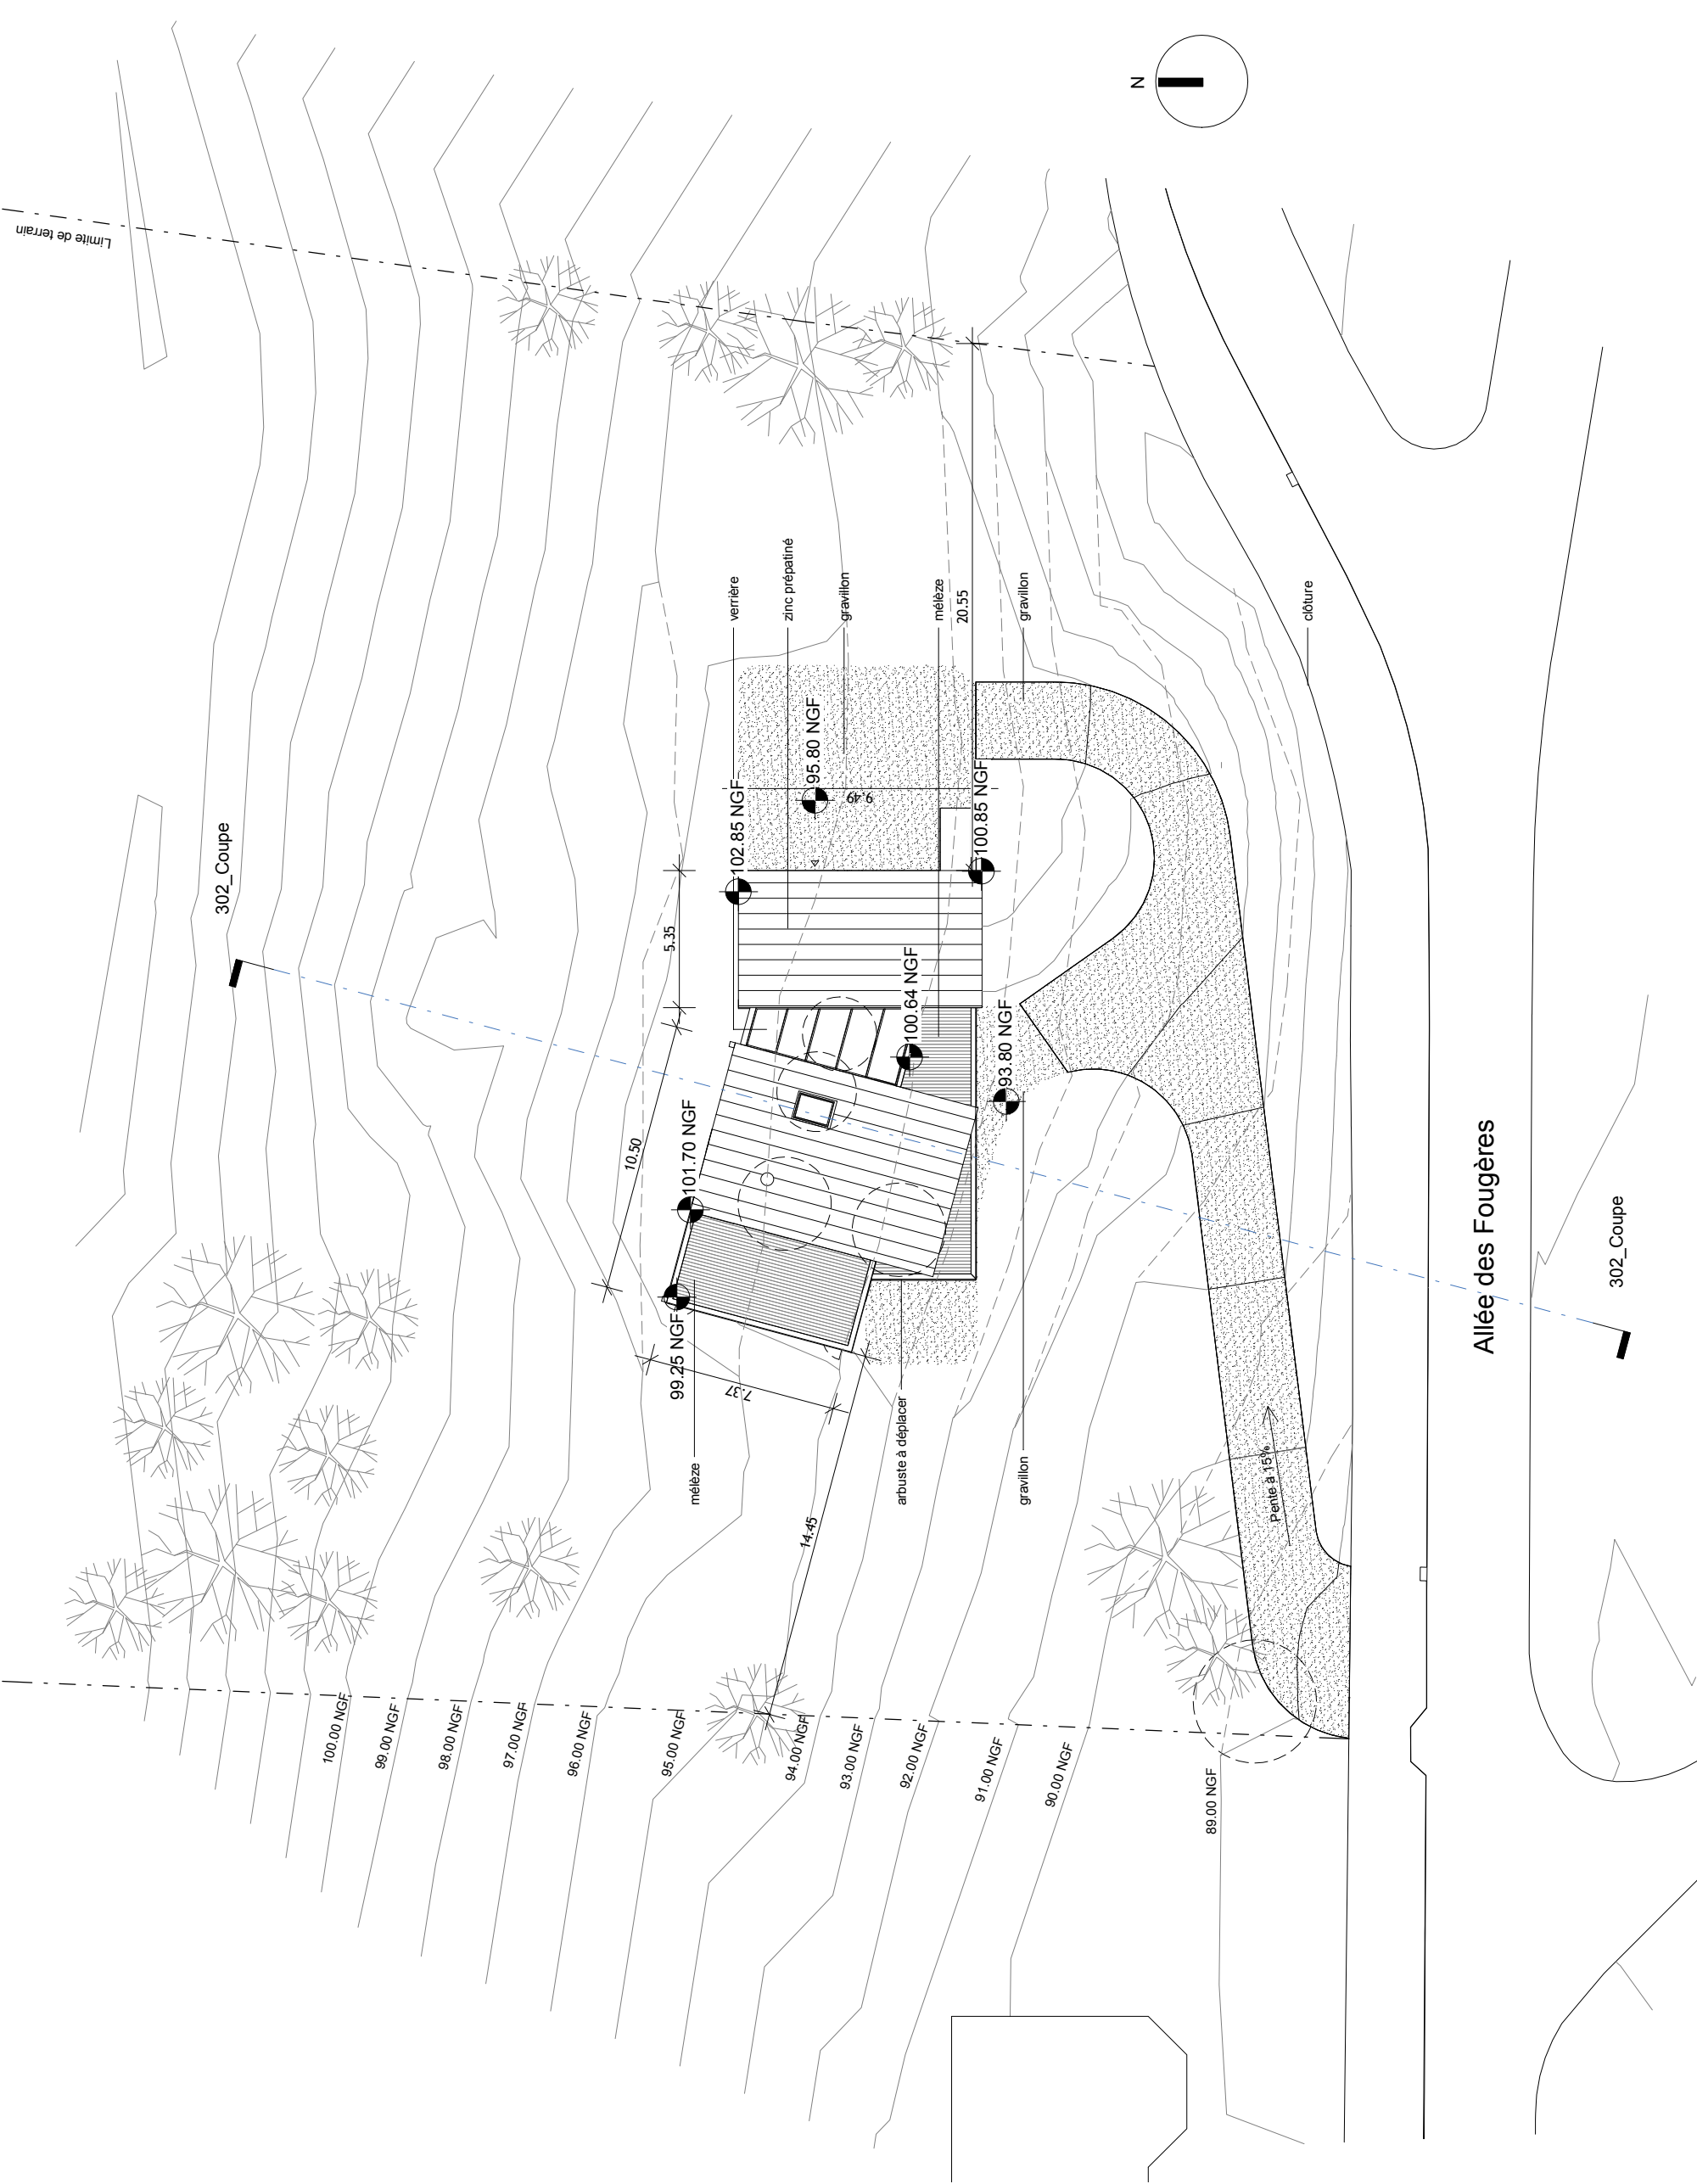 N
Limite de terrain
302_Coupe
verrière
zinc prépatiné
gravillon
mélèze
20.55
gravillon
clôture
95.80 NGF
9.49
102.85 NGF
100.85 NGF
5.35
100.64 NGF
93.80 NGF
10.50
101.70 NGF
99.25 NGF
7.37
mélèze
arbuste à déplacer
gravillon
14.45
Pente à 15%
Allée des Fougères
302_Coupe
100.00 NGF
99.00 NGF
98.00 NGF
97.00 NGF
96.00 NGF
95.00 NGF
94.00 NGF
93.00 NGF
92.00 NGF
91.00 NGF
90.00 NGF
89.00 NGF